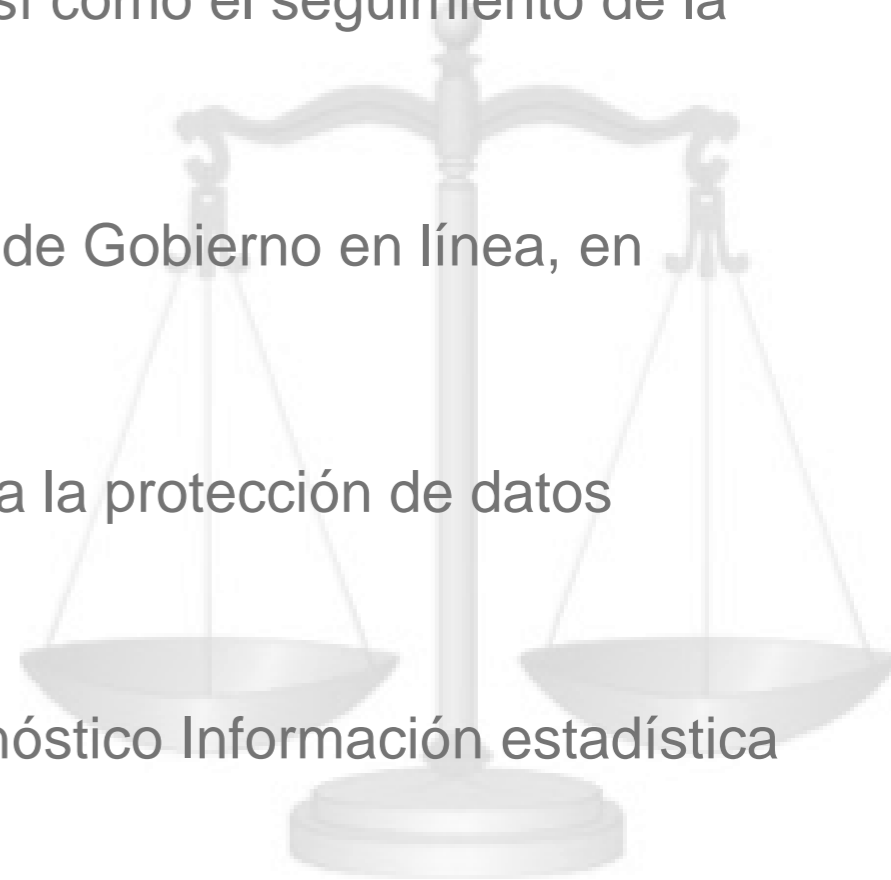 sí como el seguimiento de la
de Gobierno en línea, en
a la protección de datos
nóstico Información estadística